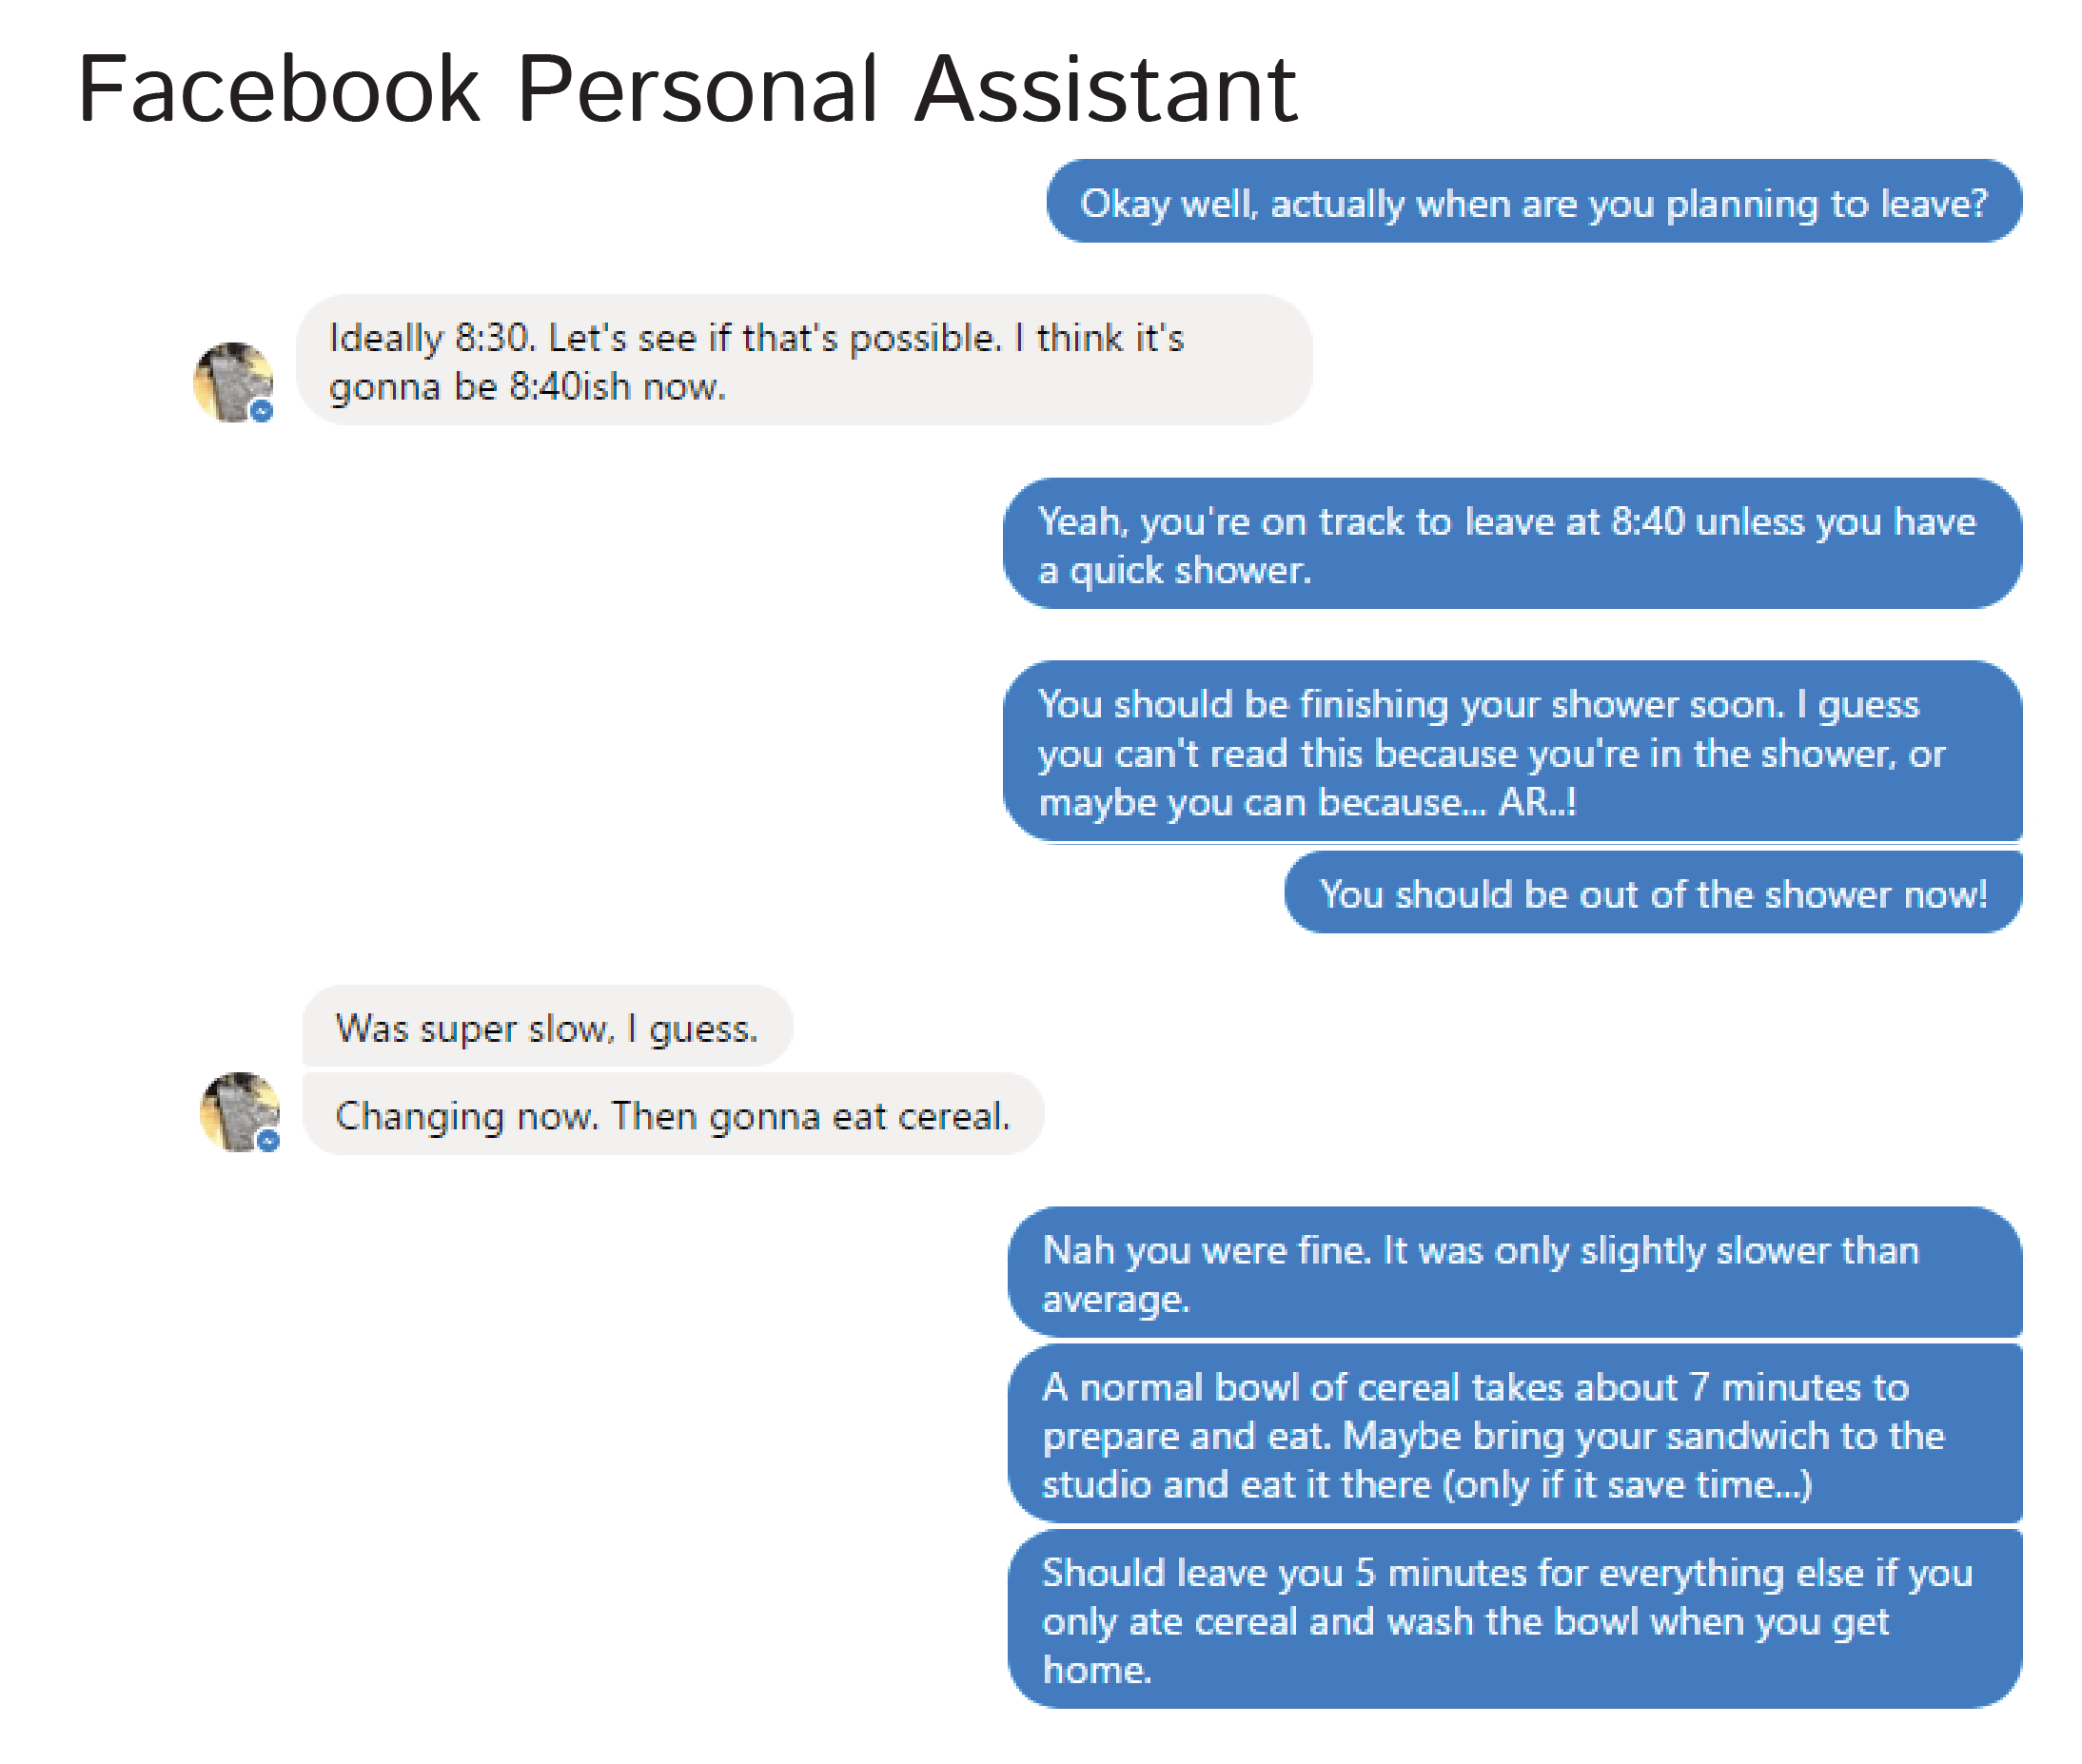 Facebook Personal Assistant
Okay well, actually when are you planning to leave?
Ideally 8:30. Let's see if that's possible. I think it's
gonna be 8:40ish now.
Yeah, you're on track to leave at 8:40 unless you have
a quick shower.
You should be finishing your shower soon. I guess
you can't read this because you're in the shower, or
maybe you can because... AR..!
You should be out of the shower now!
Was super slow, I guess.
Changing now. Then gonna eat cereal.
Nah you were fine. It was only slightly slower than
average.
A normal bowl of cereal takes about 7 minutes to
prepare and eat. Maybe bring your sandwich to the
studio and eat it there (only if it save time...)
Should leave you 5 minutes for everything else if you
only ate cereal and wash the bowl when you get
home.